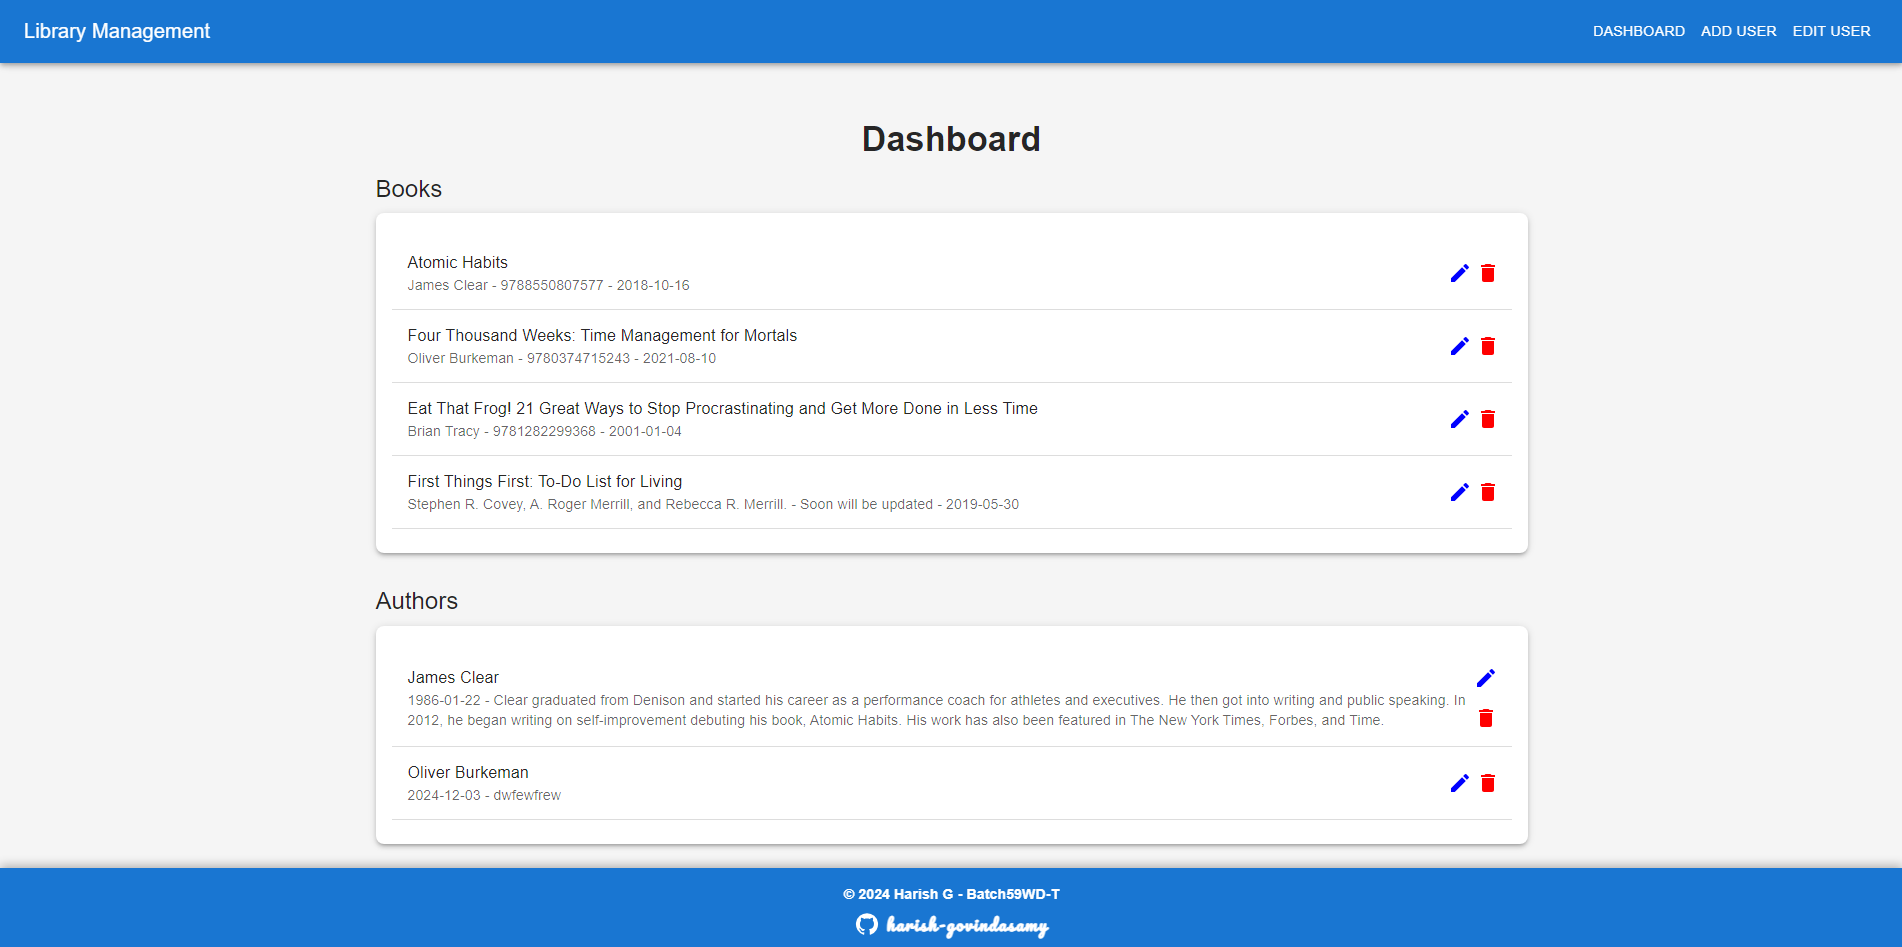 Library Management
DASHBOARD ADD USER EDIT USER
Dashboard
Books
Atomic Habits
James Clear - 9788550807577 - 2018-10-16
Four Thousand Weeks: Time Management for Mortals
Oliver Burkeman - 9780374715243 - 2021-08-10
Eat That Frog! 21 Great Ways to Stop Procrastinating and Get More Done in Less Time
Brian Tracy - 9781282299368 - 2001-01-04
First Things First: To-Do List for Living
Stephen R. Covey, A. Roger Merrill, and Rebecca R. Merrill. - Soon will be updated - 2019-05-30
Authors
James Clear
1986-01-22 - Clear graduated from Denison and started his career as a performance coach for athletes and executives. He then got into writing and public speaking. In
2012, he began writing on self-improvement debuting his book, Atomic Habits. His work has also been featured in The New York Times, Forbes, and Time.
Oliver Burkeman
2024-12-03 - dwfewfrew
© 2024 Harish G - Batch59WD-T
harish-govindasamy